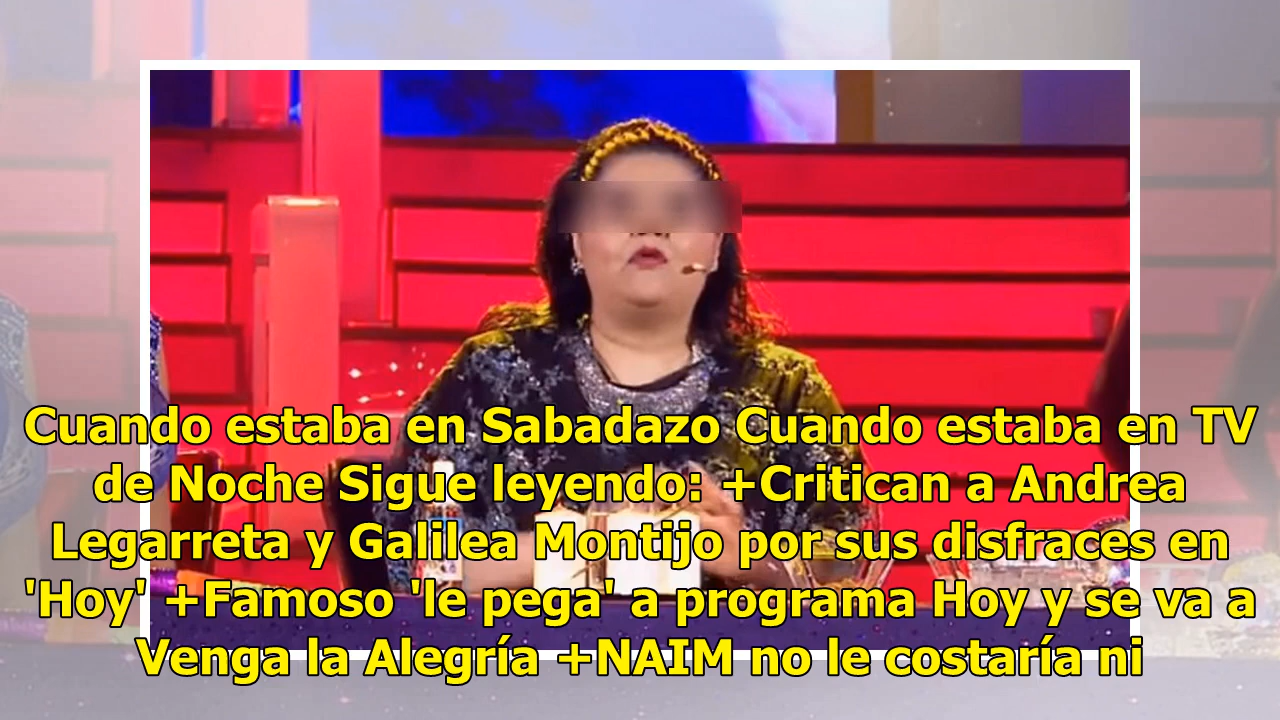 Cuando estaba en Sabadazo Cuando estaba en TV
de Noche Sigue leyendo: +Critican a Andrea
Legarreta y Galilea Montijo por sus disfraces en
'Hoy' +Famoso 'le pega' a programa Hoy y se va a
Venga la Alegría +NAIM no le costaría ni